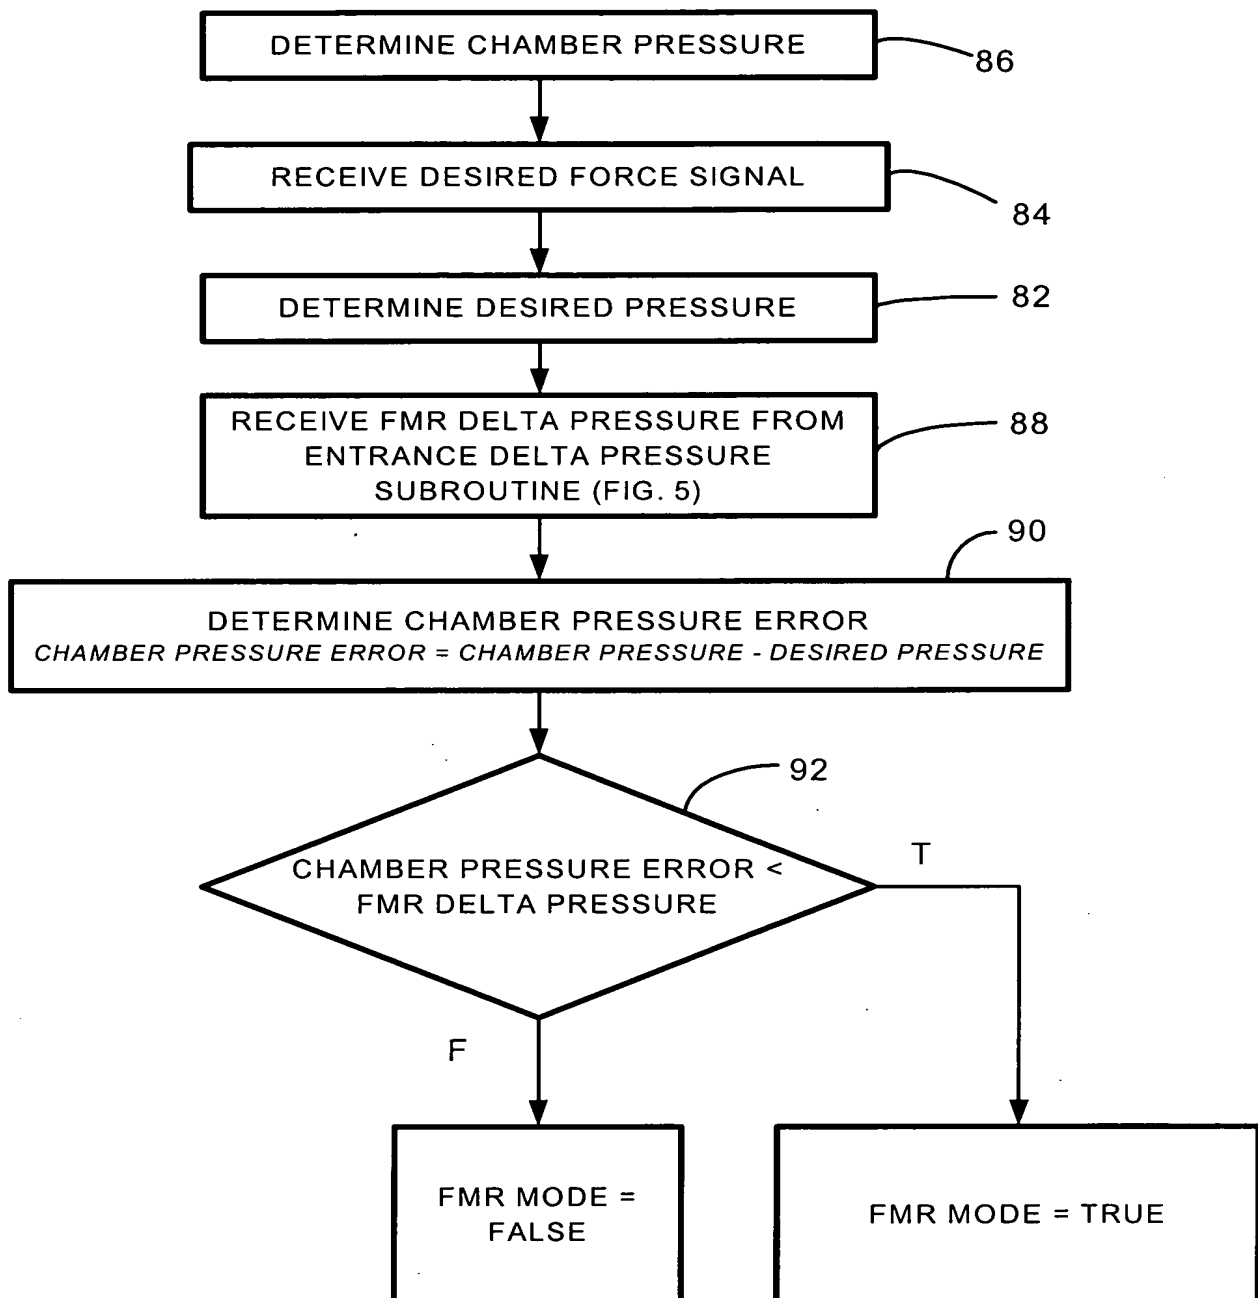 DETERMINE CHAMBER PRESSURE
86
RECEIVE DESIRED FORCE SIGNAL
84
DETERMINE DESIRED PRESSURE
82
RECEIVE FMR DELTA PRESSURE FROM
ENTRANCE DELTA PRESSURE
SUBROUTINE (FIG. 5)
88
90
DETERMINE CHAMBER PRESSURE ERROR
CHAMBER PRESSURE ERROR = CHAMBER PRESSURE - DESIRED PRESSURE
92
CHAMBER PRESSURE ERROR <
FMR DELTA PRESSURE
T
F
FMR MODE =
FALSE
FMR MODE = TRUE